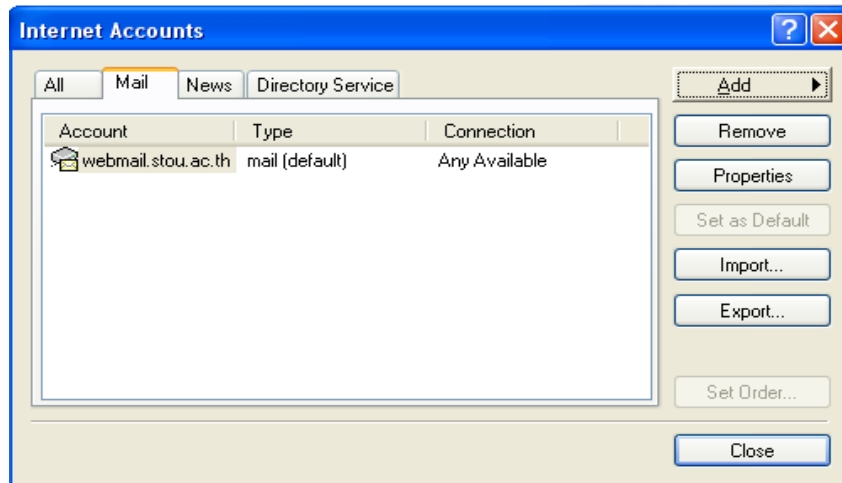 Internet Accounts
All Mail News Directory Service
Add
Account Type Connection
Remove
webmail.stou.ac.th mail (default) Any Available
Properties
Set as Default
Import...
Export...
Set Order...
Close